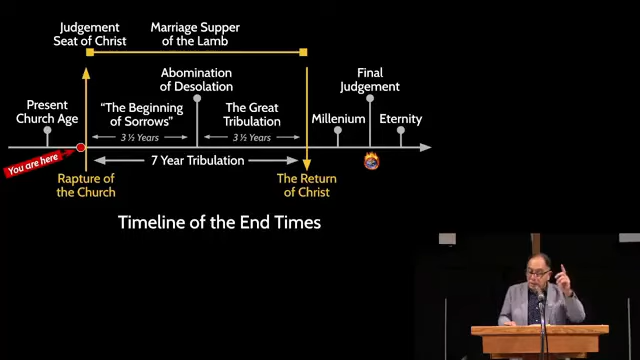 Judgement
Seat of Christ
Marriage Supper
of the Lamb
Abomination
of Desolation
Final
Judgement
Present
Church Age
"The Beginning
of Sorrows"
The Great
Tribulation
Millenium
Eternity
3 ½ Years
3 ½ Years
You are here
7 Year Tribulation
Rapture of
the Church
The Return
of Christ
Timeline of the End Times